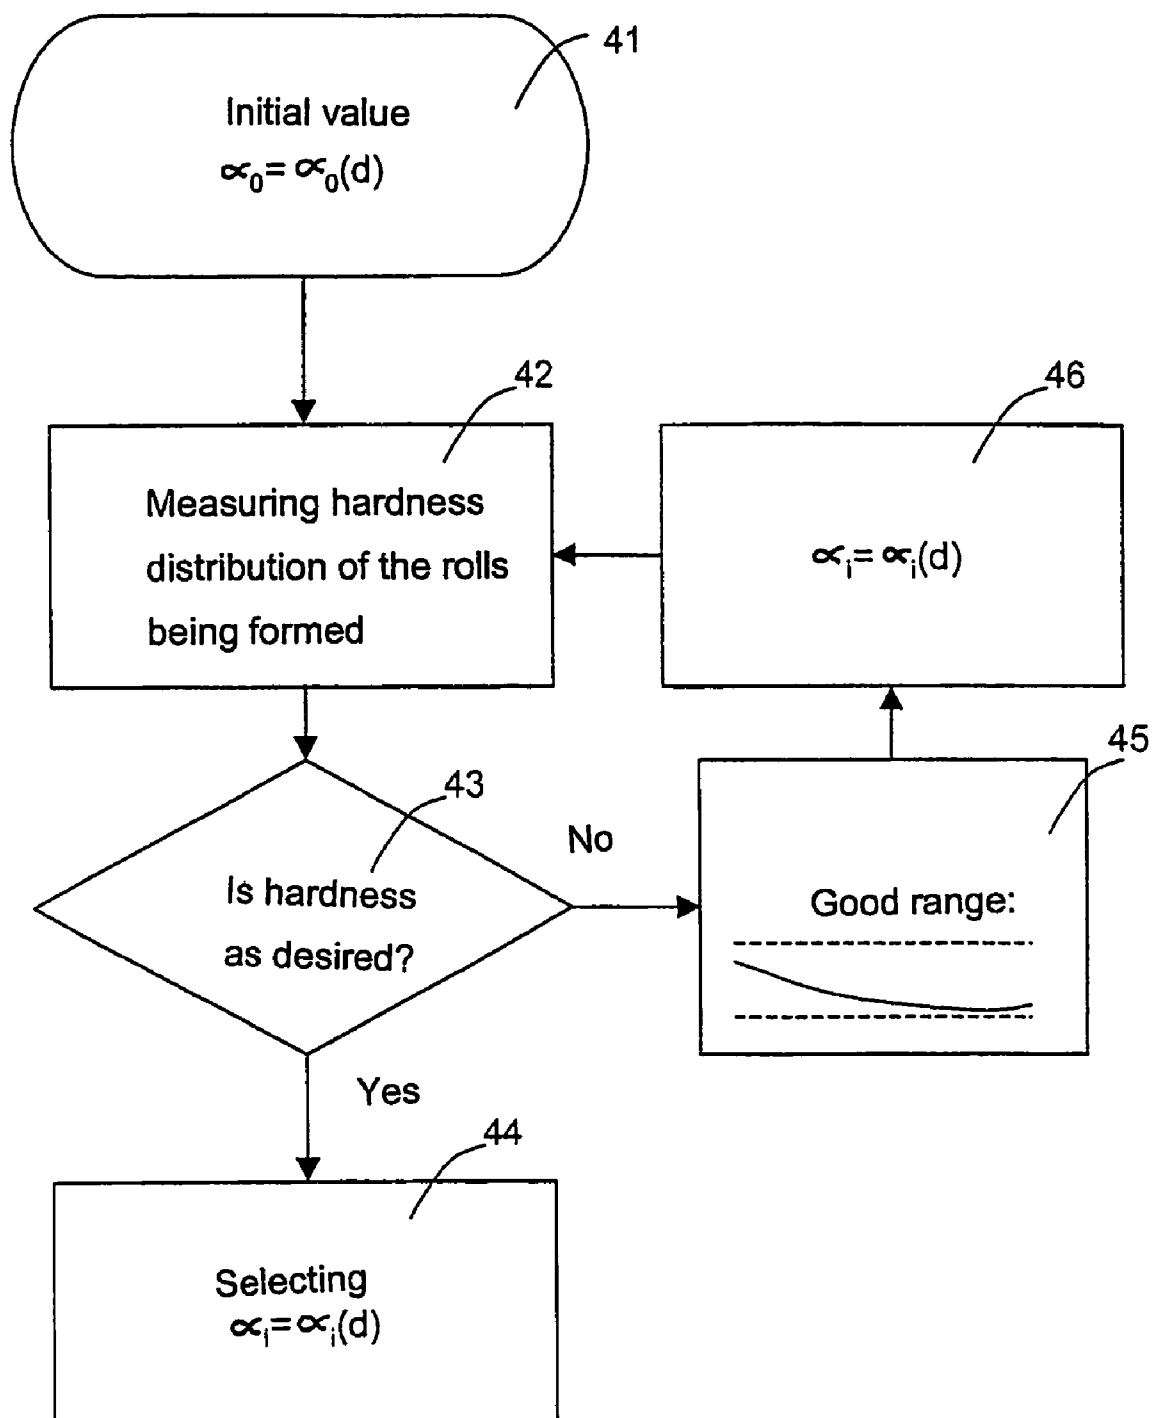 41
Initial value
∝₀= ∝₀(d)
42
46
Measuring hardness
distribution of the rolls
being formed
∝ᵢ= ∝ᵢ(d)
45
43
No
Is hardness
as desired?
Good range:
Yes
44
Selecting
∝ᵢ= ∝ᵢ(d)